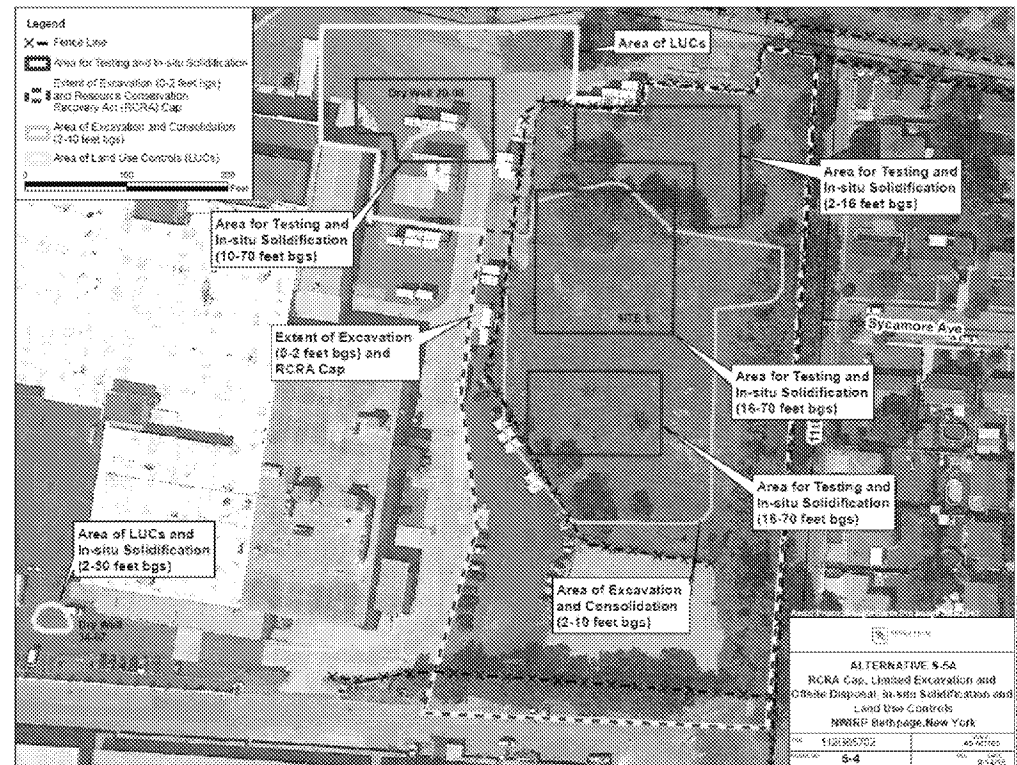 Legend
Fence Line
Area for Testing and In-situ Solidification
Extent of Excavation (0-2 feet bgs)
and Resource Conservation
Recovery Act (RCRA) Cap
Area of Excavation and Consolidation
(2-10 feet bgs)
Area of Land Use Controls (LUCs)
0
Feet
Area of LUCs
Dry Well
Area for Testing and
In-situ Solidification
(2-16 feet bgs)
Area for Testing and
In-situ Solidification
(10-70 feet bgs)
Extent of Excavation
(0-2 feet bgs) and
RCRA Cap
SITE
Sycamore Ave
Area for Testing and
In-situ Solidification
(16-70 feet bgs)
Area for Testing and
In-situ Solidification
(16-70 feet bgs)
Area of LUCs and
In-situ Solidification
(2-30 feet bgs)
Dry Well
Area of Excavation
and Consolidation
(2-10 feet bgs)
ALTERNATIVE S-5A
RCRA Cap, Limited Excavation and
Offsite Disposal, In-situ Solidification and
Land Use Controls
NWIRP Bethpage, New York
S-4